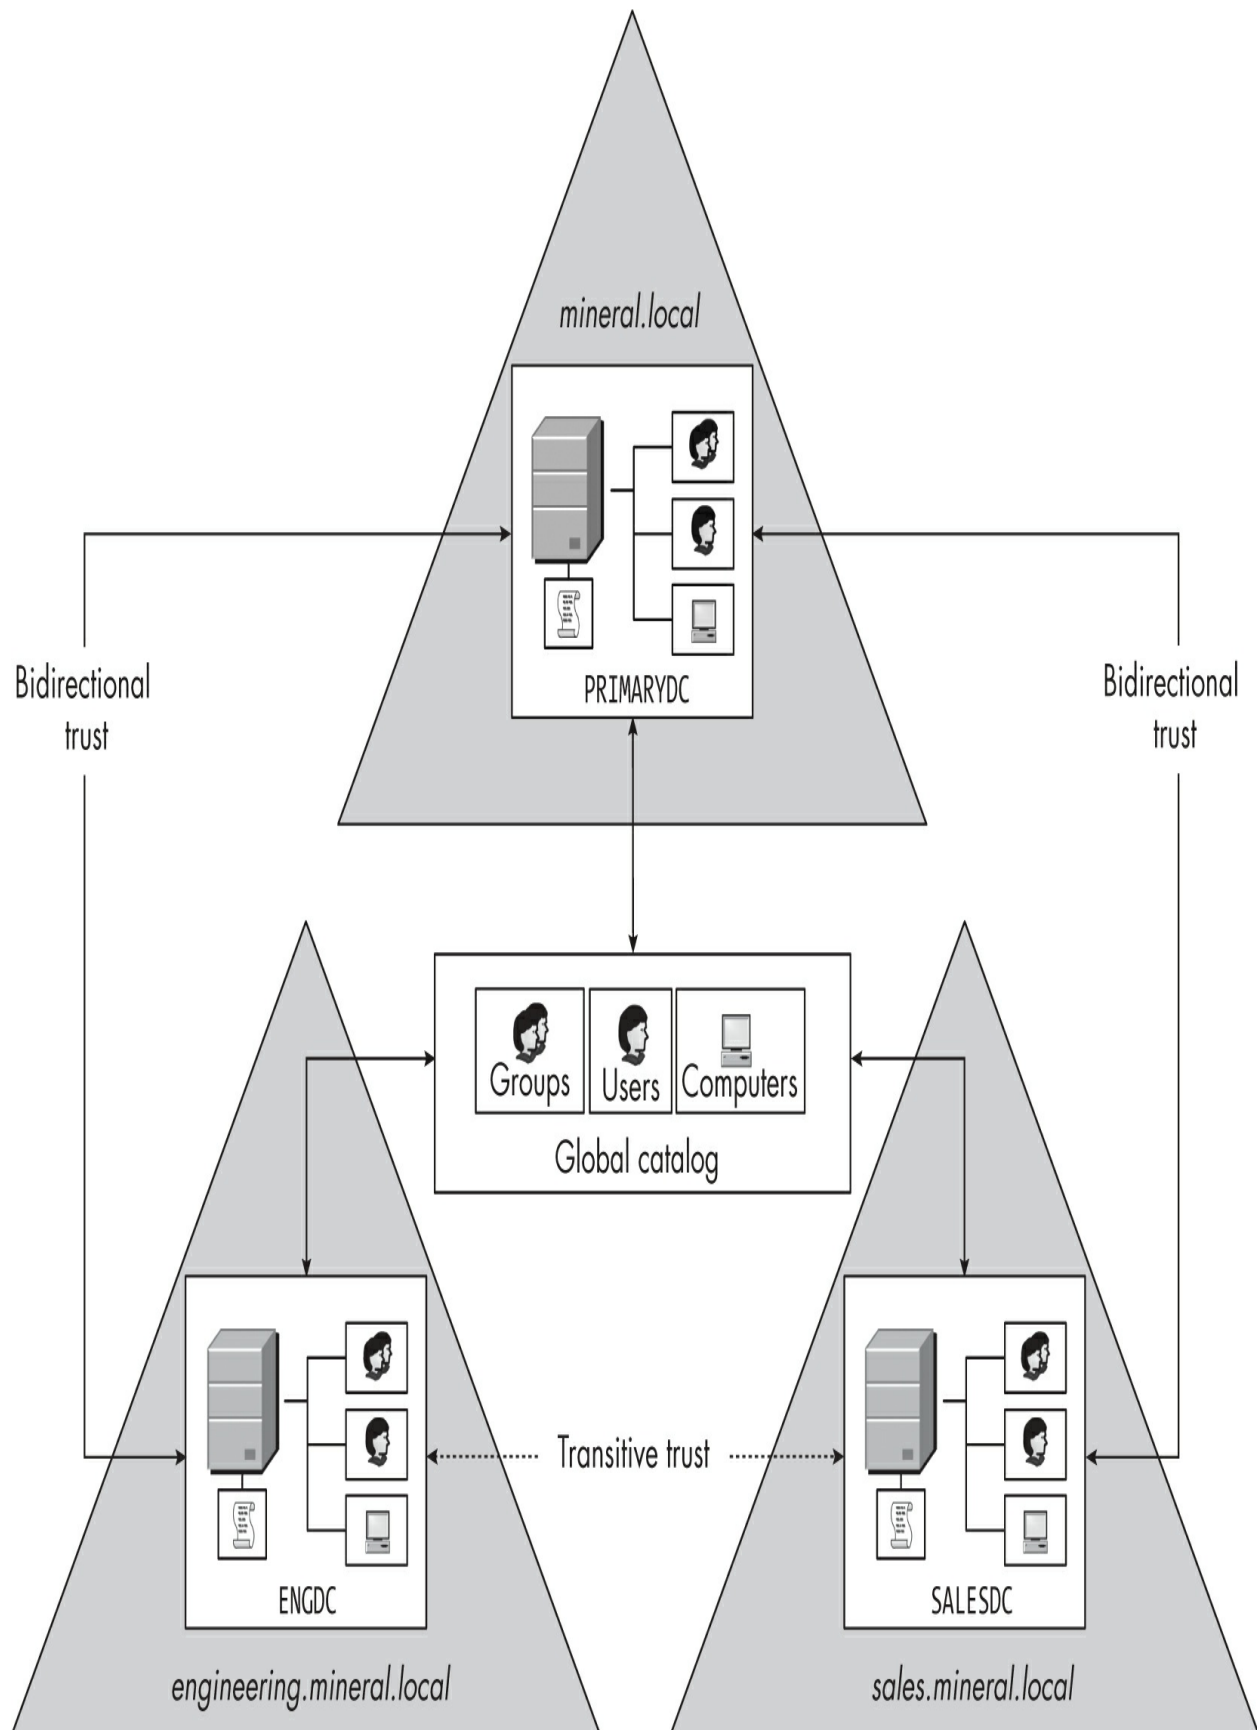 mineral.local
PRIMARYDC
Bidirectional
trust
Bidirectional
trust
Groups
Users
Computers
Global catalog
Transitive trust
ENGDC
SALESDC
engineering.mineral.local
sales.mineral.local